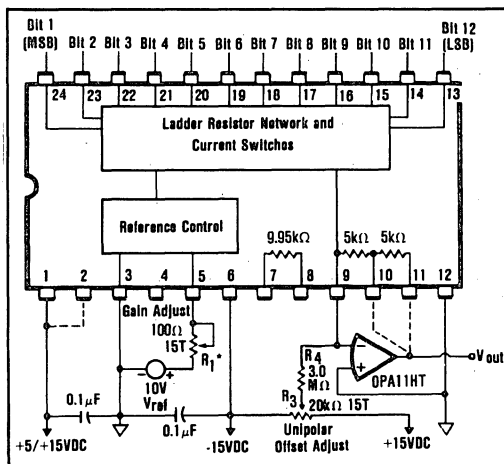 Bit 1
(MSB)
Bit 2
Bit 3
Bit 4
Bit 5
Bit 6
Bit 7
Bit 8
Bit 9
Bit 10
Bit 11
Bit 12
(LSB)
24
23
22
21
20
19
18
17
16
15
14
13
Ladder Resistor Network and
Current Switches
Reference Control
9.95kΩ
5kΩ
5kΩ
1
2
3
4
5
6
7
8
9
10
11
12
Gain Adjust
100Ω
15T
R1*
R4
3.0
MΩ
OPA11HT
Vout
10V
Vref
R3
20kΩ 15T
0.1µF
0.1µF
Unipolar
Offset Adjust
+5/+15VDC
-15VDC
+15VDC